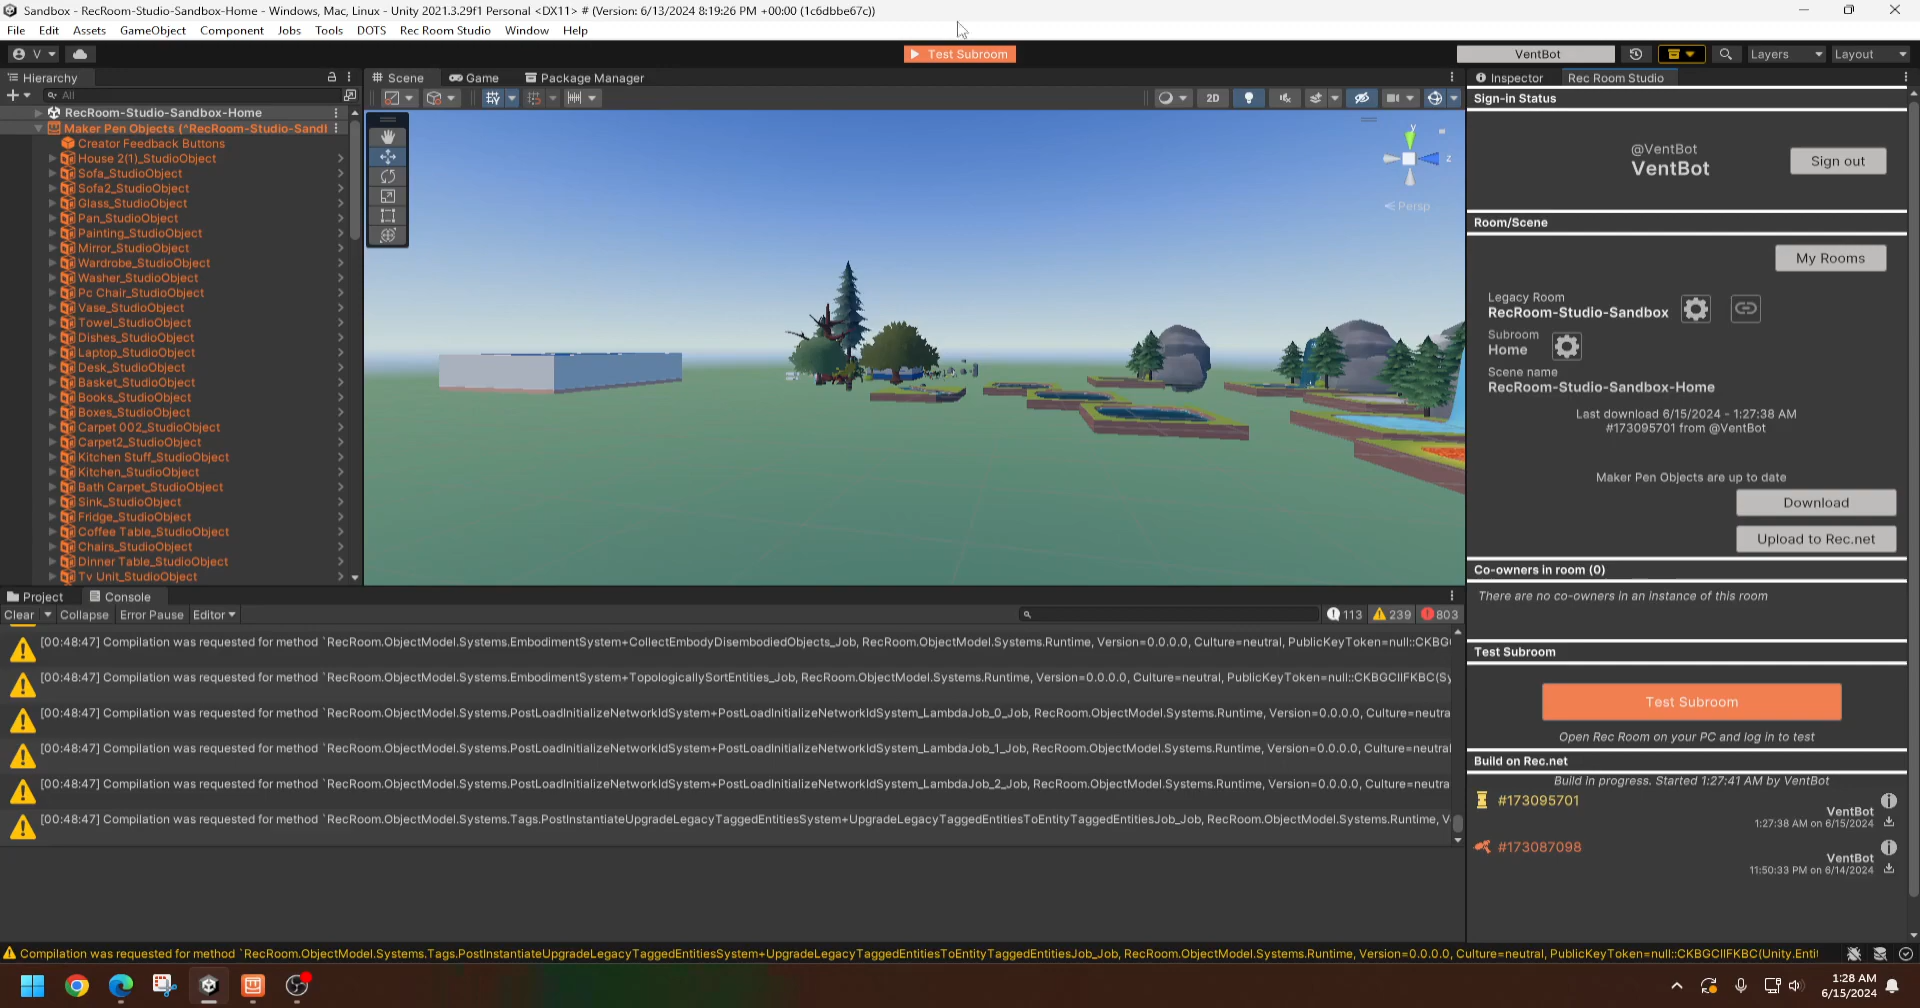 Sandbox - RecRoom-Studio-Sandbox-Home - Windows, Mac, Linux - Unity 2021.3.29f1 Personal <DX11> # (Version: 6/13/2024 8:19:26 PM +00:00 (1c6dbbe67c))
File Edit Assets GameObject Component Jobs Tools DOTS Rec Room Studio Window Help
V Test Subroom VentBot Layers Layout
Hierarchy Scene Game Package Manager Inspector Rec Room Studio
All 2D
RecRoom-Studio-Sandbox-Home
Maker Pen Objects (^RecRoom-Studio-Sandl
Creator Feedback Buttons
House 2(1)_StudioObject
Sofa_StudioObject
Sofa2_StudioObject
Glass_StudioObject
Pan_StudioObject
Painting_StudioObject
Mirror_StudioObject
Wardrobe_StudioObject
Washer_StudioObject
Pc Chair_StudioObject
Vase_StudioObject
Towel_StudioObject
Dishes_StudioObject
Laptop_StudioObject
Desk_StudioObject
Basket_StudioObject
Books_StudioObject
Boxes_StudioObject
Carpet 002_StudioObject
Carpet2_StudioObject
Kitchen Stuff_StudioObject
Kitchen_StudioObject
Bath Carpet_StudioObject
Sink_StudioObject
Fridge_StudioObject
Coffee Table_StudioObject
Chairs_StudioObject
Dinner Table_StudioObject
Tv Unit_StudioObject
y
z
Persp
Sign-in Status
@VentBot
VentBot
Sign out
Room/Scene
My Rooms
Legacy Room
RecRoom-Studio-Sandbox
Subroom
Home
Scene name
RecRoom-Studio-Sandbox-Home
Last download 6/15/2024 - 1:27:38 AM
#173095701 from @VentBot
Maker Pen Objects are up to date
Download
Upload to Rec.net
Co-owners in room (0)
There are no co-owners in an instance of this room
Test Subroom
Test Subroom
Open Rec Room on your PC and log in to test
Build on Rec.net
Build in progress. Started 1:27:41 AM by VentBot
#173095701
VentBot
1:27:38 AM on 6/15/2024
#173087098
VentBot
11:50:33 PM on 6/14/2024
Project Console
Clear Collapse Error Pause Editor 113 239 803
[00:48:47] Compilation was requested for method `RecRoom.ObjectModel.Systems.EmbodimentSystem+CollectEmbodyDisembodiedObjects_Job, RecRoom.ObjectModel.Systems.Runtime, Version=0.0.0.0, Culture=neutral, PublicKeyToken=null::CKBG
[00:48:47] Compilation was requested for method `RecRoom.ObjectModel.Systems.EmbodimentSystem+TopologicallySortEntities_Job, RecRoom.ObjectModel.Systems.Runtime, Version=0.0.0.0, Culture=neutral, PublicKeyToken=null::CKBGCIIFKBC(Sy
[00:48:47] Compilation was requested for method `RecRoom.ObjectModel.Systems.PostLoadInitializeNetworkIdSystem+PostLoadInitializeNetworkIdSystem_LambdaJob_0_Job, RecRoom.ObjectModel.Systems.Runtime, Version=0.0.0.0, Culture=neutra
[00:48:47] Compilation was requested for method `RecRoom.ObjectModel.Systems.PostLoadInitializeNetworkIdSystem+PostLoadInitializeNetworkIdSystem_LambdaJob_1_Job, RecRoom.ObjectModel.Systems.Runtime, Version=0.0.0.0, Culture=neutral
[00:48:47] Compilation was requested for method `RecRoom.ObjectModel.Systems.PostLoadInitializeNetworkIdSystem+PostLoadInitializeNetworkIdSystem_LambdaJob_2_Job, RecRoom.ObjectModel.Systems.Runtime, Version=0.0.0.0, Culture=neutra
[00:48:47] Compilation was requested for method `RecRoom.ObjectModel.Systems.Tags.PostInstantiateUpgradeLegacyTaggedEntitiesSystem+UpgradeLegacyTaggedEntitiesToEntityTaggedEntitiesJob_Job, RecRoom.ObjectModel.Systems.Runtime, V
Compilation was requested for method `RecRoom.ObjectModel.Systems.Tags.PostInstantiateUpgradeLegacyTaggedEntitiesSystem+UpgradeLegacyTaggedEntitiesToEntityTaggedEntitiesJob_Job, RecRoom.ObjectModel.Systems.Runtime, Version=0.0.0.0, Culture=neutral, PublicKeyToken=null::CKBGCIIFKBC(Unity.Enti
1:28 AM
6/15/2024